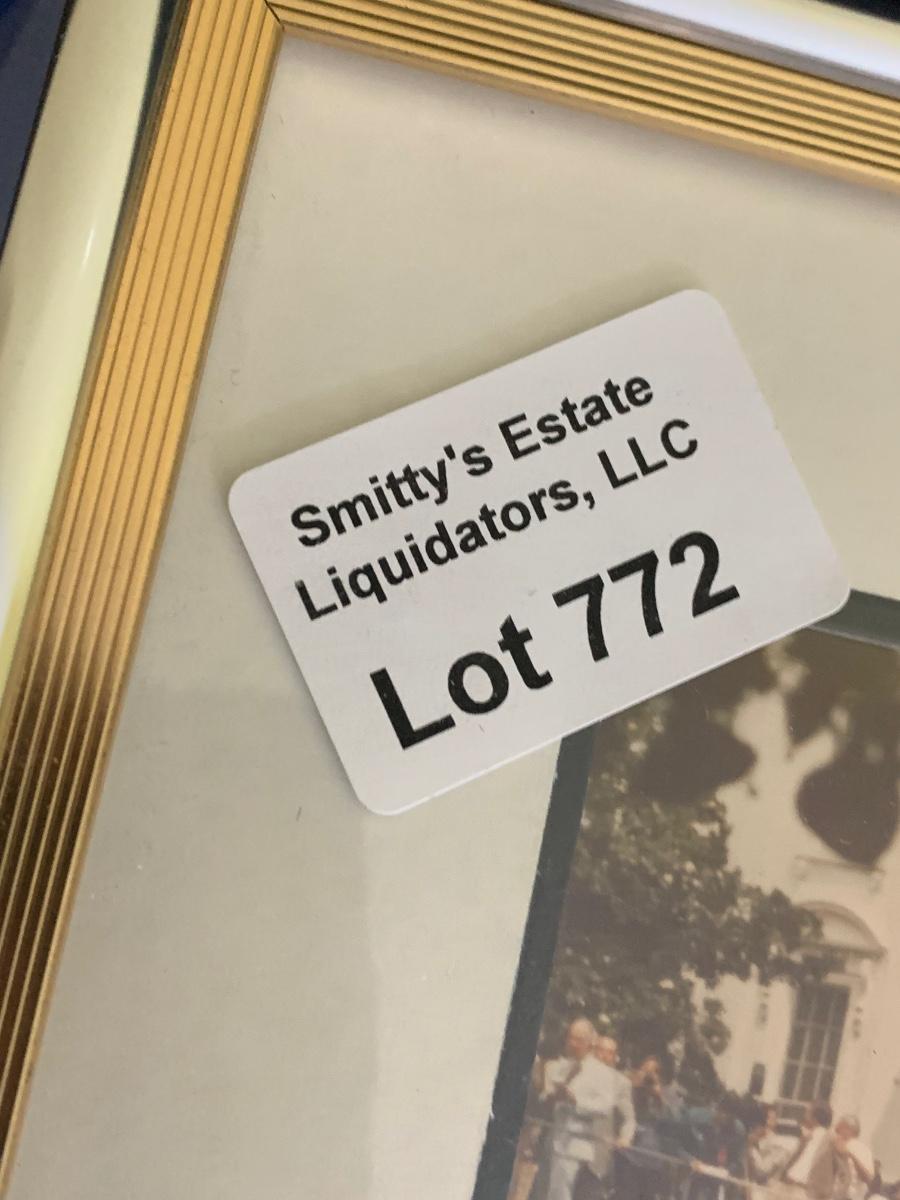 Smitty's Estate
Liquidators, LLC
Lot 772